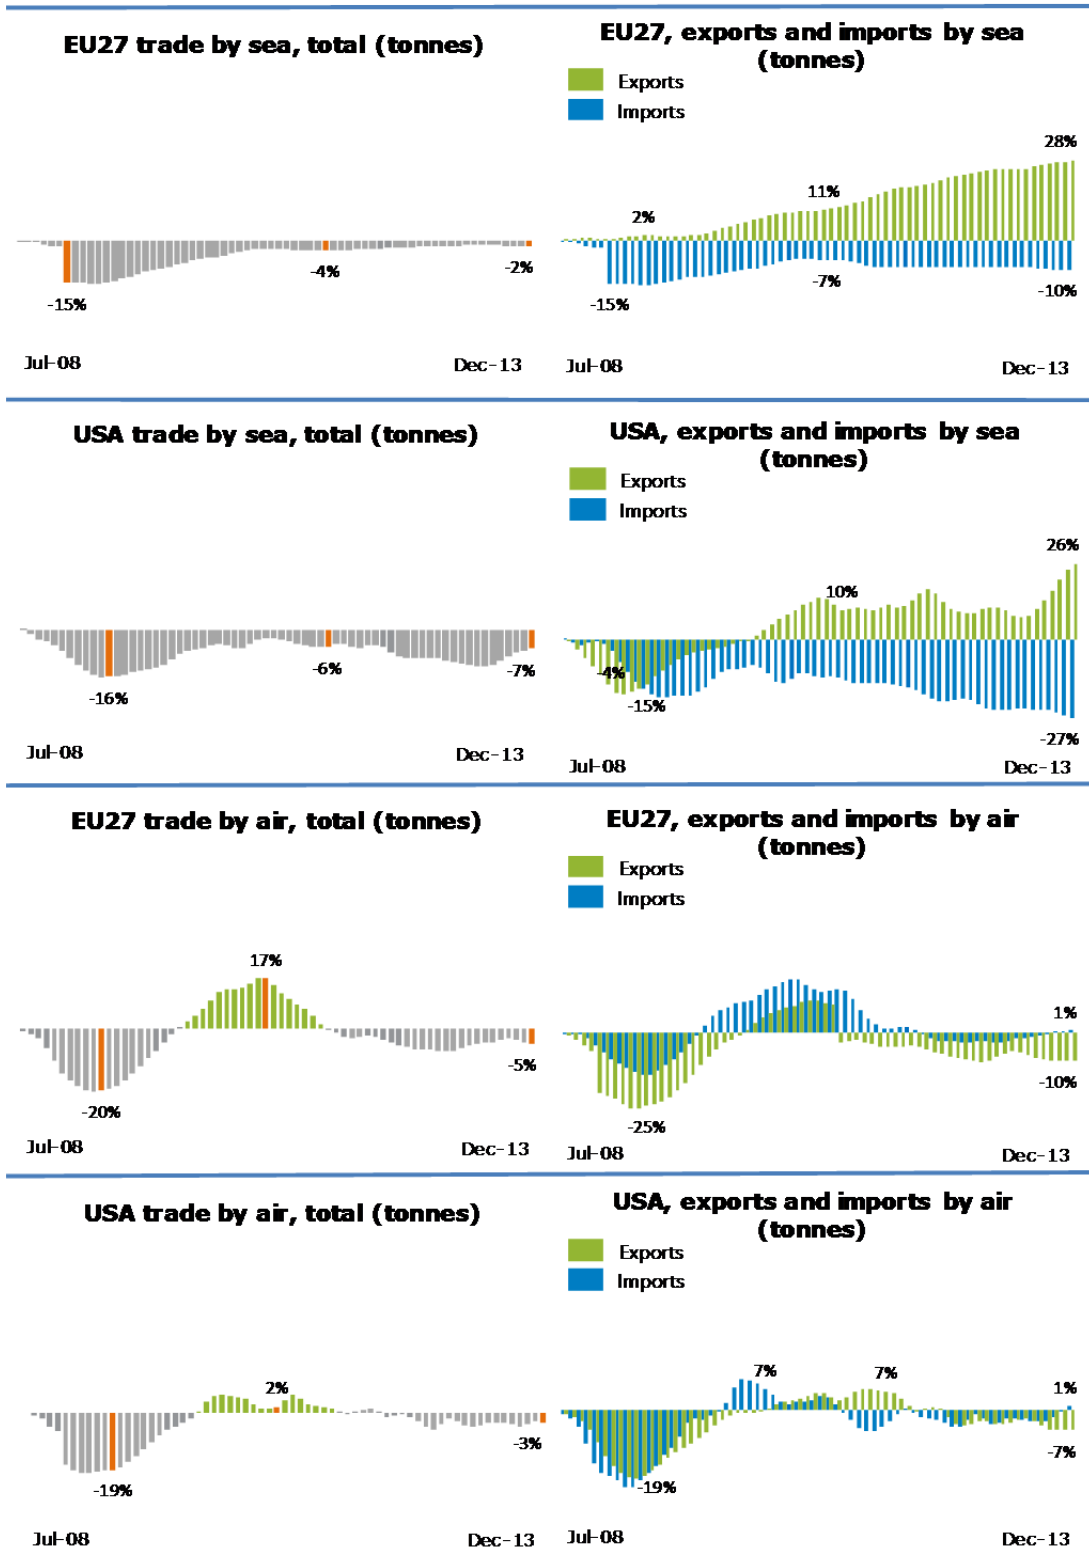 EU27 trade by sea, total (tonnes)
-15%
-4%
-2%
Jul-08
Dec-13
EU27, exports and imports by sea
(tonnes)
Exports
Imports
2%
11%
28%
-15%
-7%
-10%
Jul-08
Dec-13
USA trade by sea, total (tonnes)
-16%
-6%
-7%
Jul-08
Dec-13
USA, exports and imports by sea
(tonnes)
Exports
Imports
26%
10%
-4%
-15%
-27%
Jul-08
Dec-13
EU27 trade by air, total (tonnes)
17%
-5%
-20%
Jul-08
Dec-13
EU27, exports and imports by air
(tonnes)
Exports
Imports
1%
-10%
-25%
Jul-08
Dec-13
USA trade by air, total (tonnes)
2%
-3%
-19%
Jul-08
Dec-13
USA, exports and imports by air
(tonnes)
Exports
Imports
7%
7%
1%
-7%
-19%
Jul-08
Dec-13